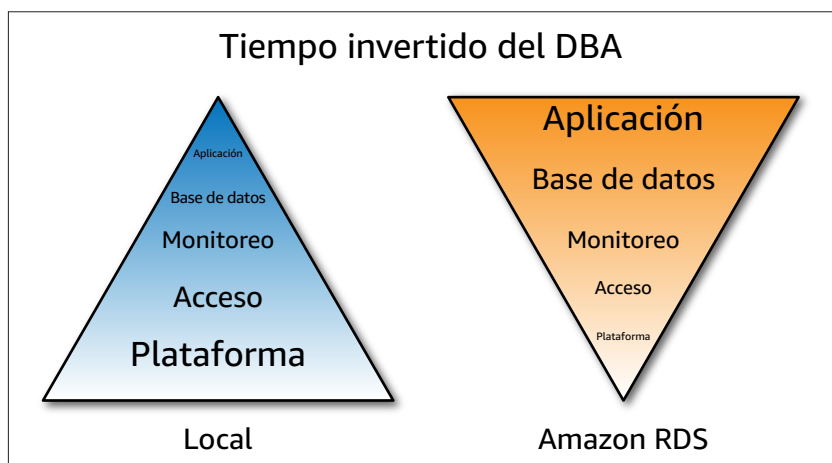 Tiempo invertido del DBA
Aplicación
Base de datos
Monitoreo
Acceso
Plataforma
Local
Aplicación
Base de datos
Monitoreo
Acceso
Plataforma
Amazon RDS